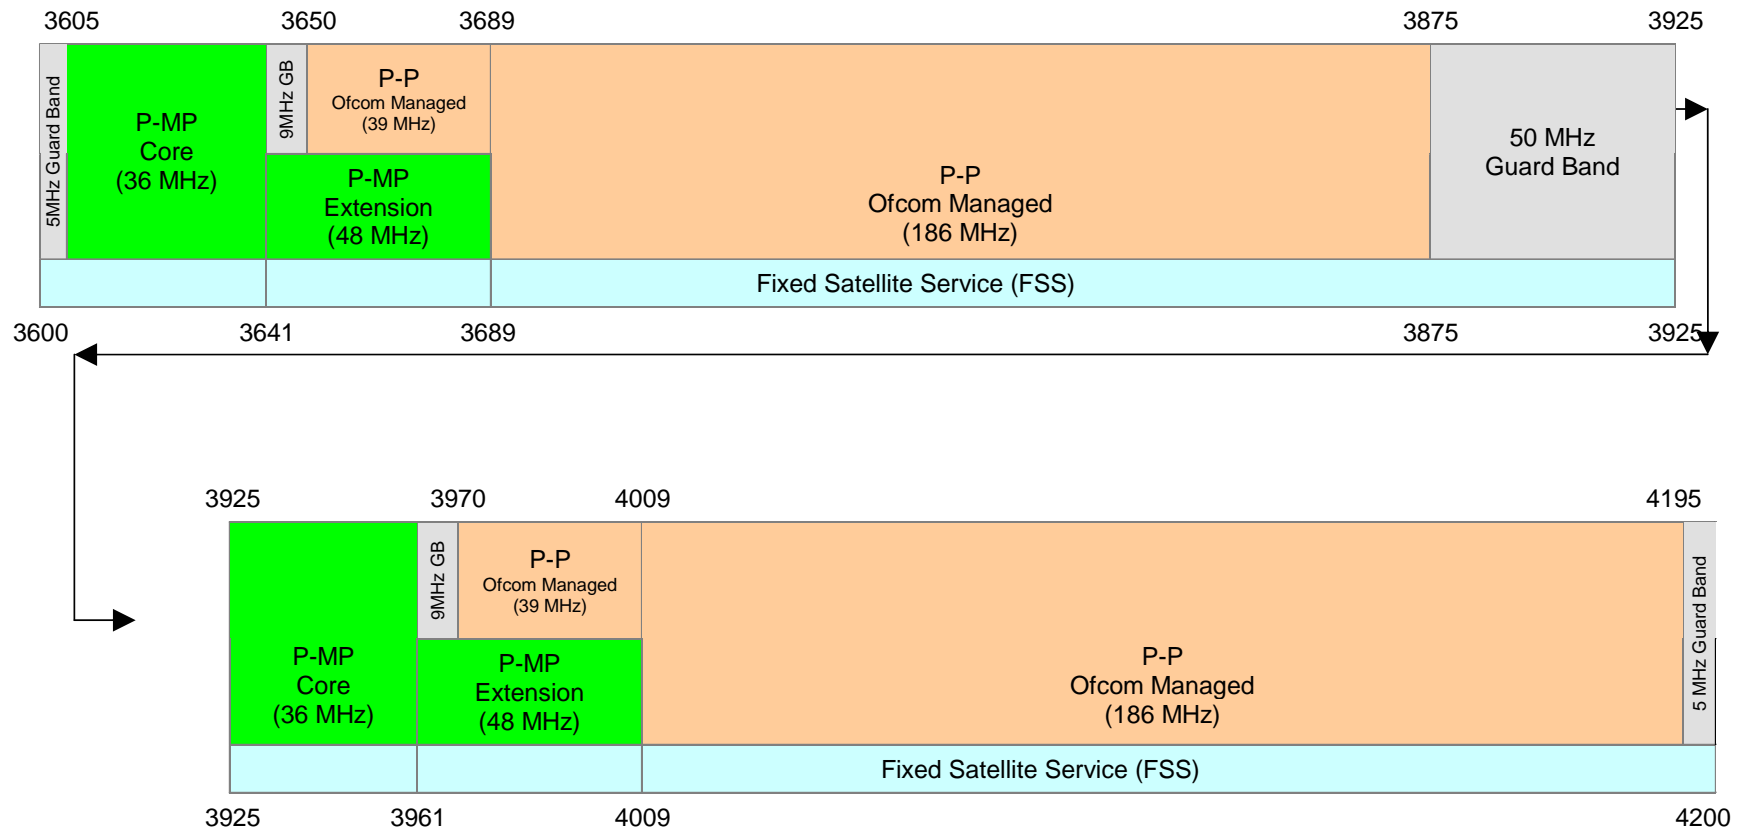 3605 3650 3689 3875 3925
5MHz Guard Band
P-MP
Core
(36 MHz)
9MHz GB
P-P
Ofcom Managed
(39 MHz)
P-MP
Extension
(48 MHz)
P-P
Ofcom Managed
(186 MHz)
50 MHz
Guard Band
Fixed Satellite Service (FSS)
3600 3641 3689 3875 3925
3925 3970 4009 4195
P-MP
Core
(36 MHz)
9MHz GB
P-P
Ofcom Managed
(39 MHz)
P-MP
Extension
(48 MHz)
P-P
Ofcom Managed
(186 MHz)
5 MHz Guard Band
Fixed Satellite Service (FSS)
3925 3961 4009 4200